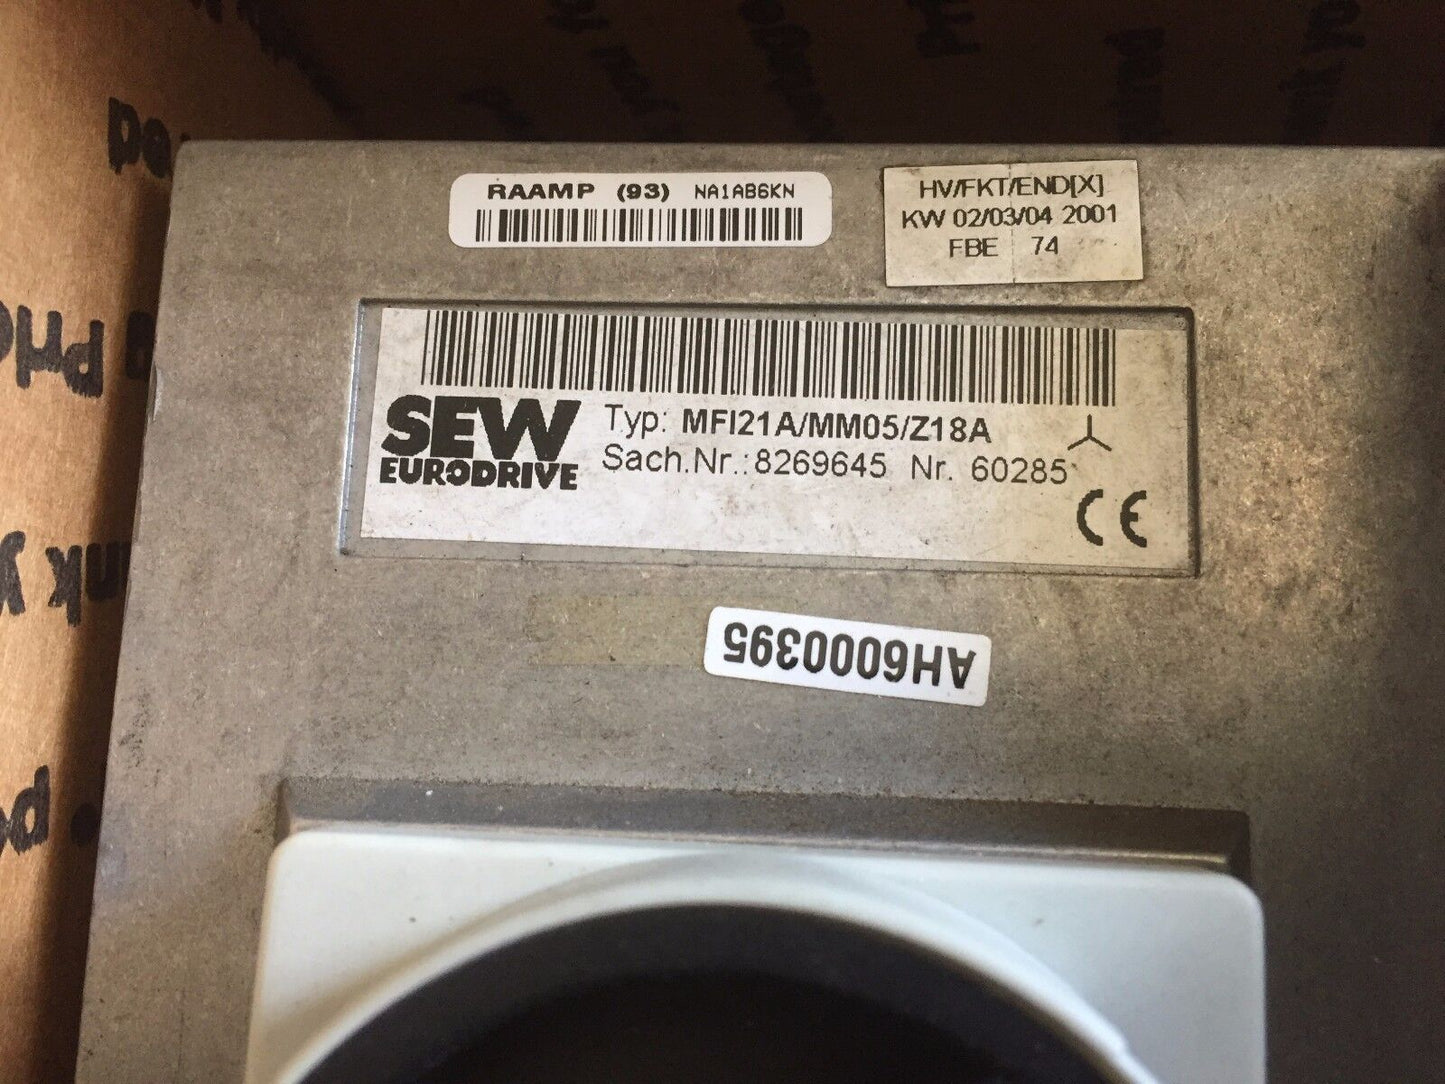 RAAMP (93) NA1AB6KN
HV/FKT/END[X]
KW 02/03/04 2001
FBE 74
SEW
EURODRIVE
Typ: MFI21A/MM05/Z18A
Sach.Nr.:8269645 Nr. 60285
CE
AH6000395